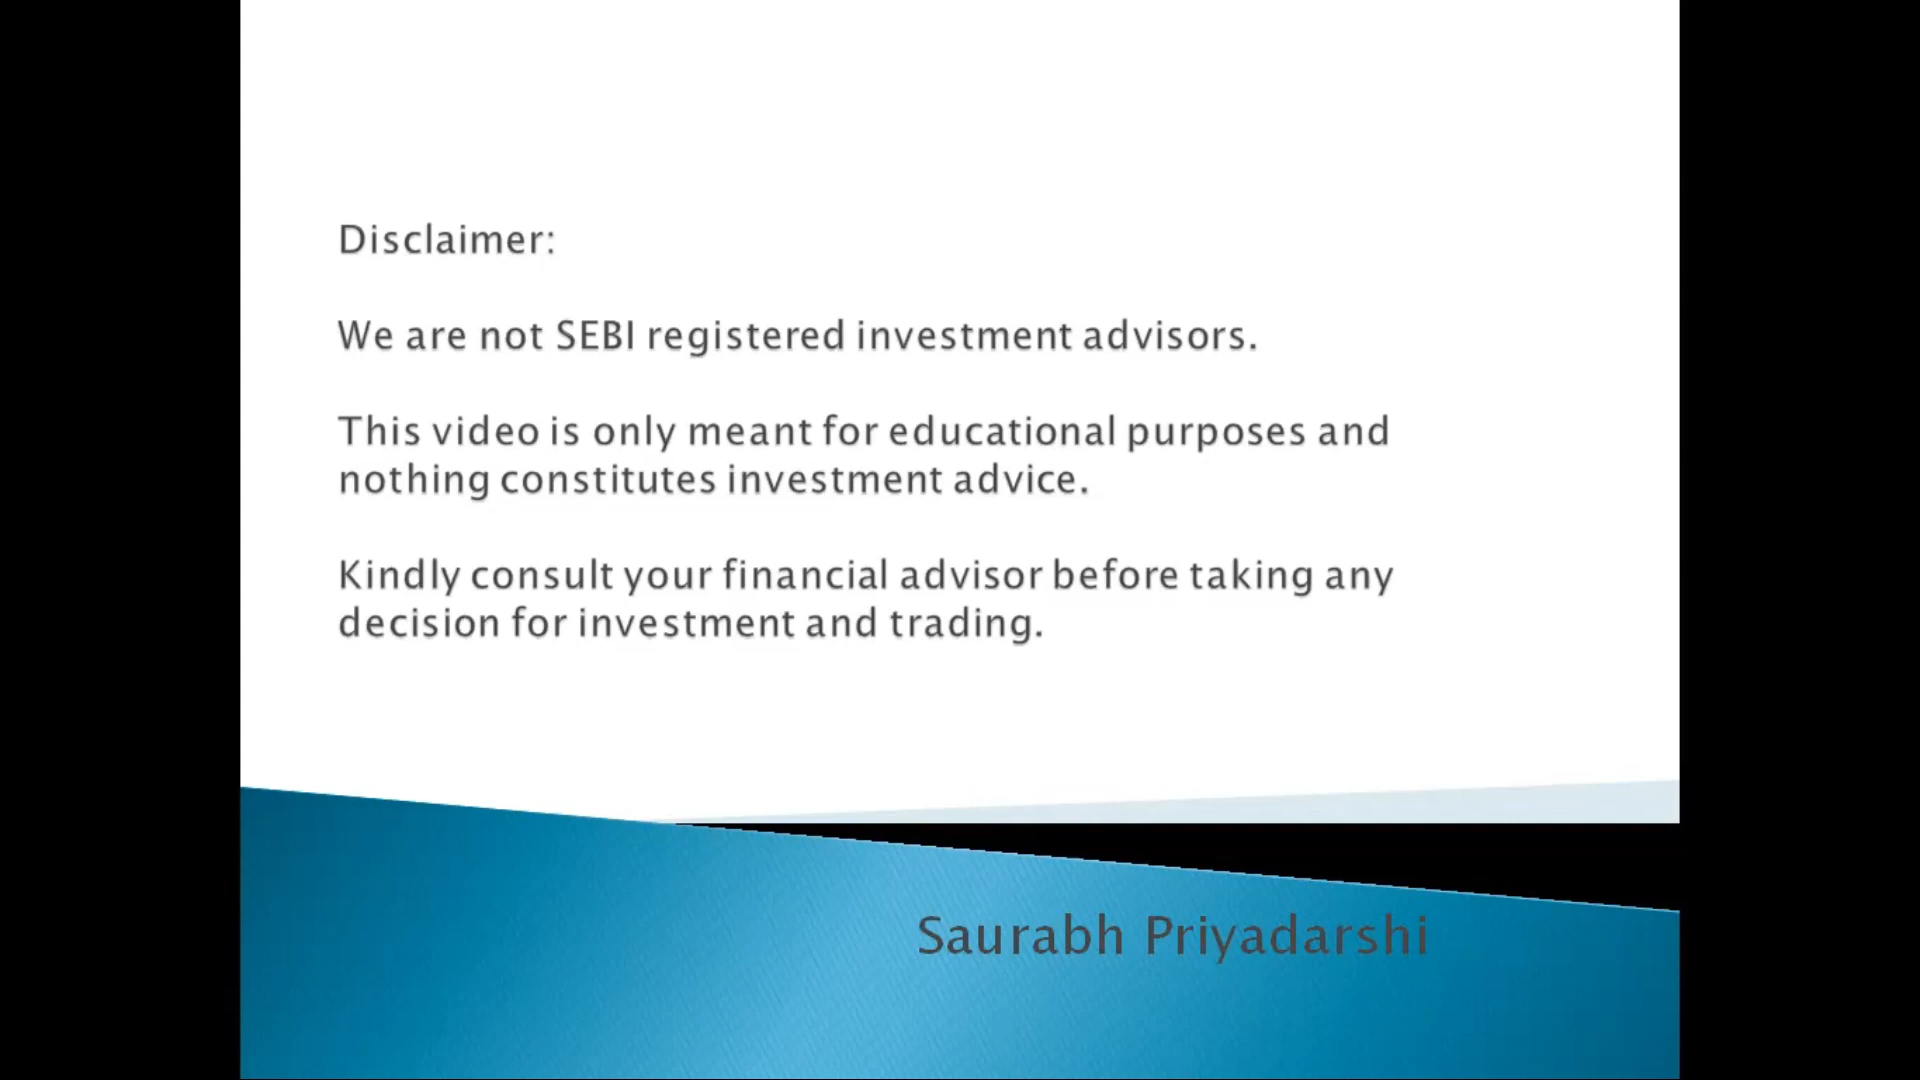 Disclaimer:
We are not SEBI registered investment advisors.
This video is only meant for educational purposes and
nothing constitutes investment advice.
Kindly consult your financial advisor before taking any
decision for investment and trading.
Saurabh Priyadarshi